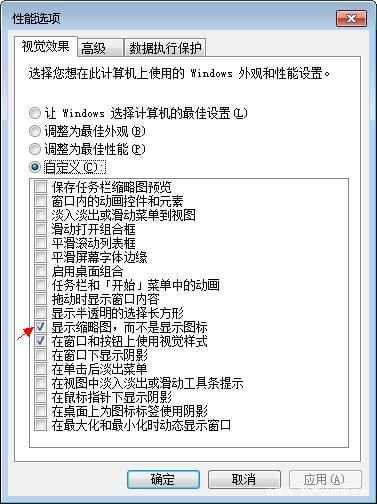 性能选项
视觉效果 高级 数据执行保护
选择您想在此计算机上使用的 Windows 外观和性能设置。
让 Windows 选择计算机的最佳设置(L)
调整为最佳外观(B)
调整为最佳性能(P)
自定义(C):
保存任务栏缩略图预览
窗口内的动画控件和元素
淡入淡出或滑动菜单到视图
滑动打开组合框
平滑滚动列表框
平滑屏幕字体边缘
启用桌面组合
任务栏和「开始」菜单中的动画
拖动时显示窗口内容
显示半透明的选择长方形
显示缩略图，而不是显示图标
在窗口和按钮上使用视觉样式
在窗口下显示阴影
在单击后淡出菜单
在视图中淡入淡出或滑动工具条提示
在鼠标指针下显示阴影
在桌面上为图标标签使用阴影
在最大化和最小化时动态显示窗口
确定 取消 应用(A)